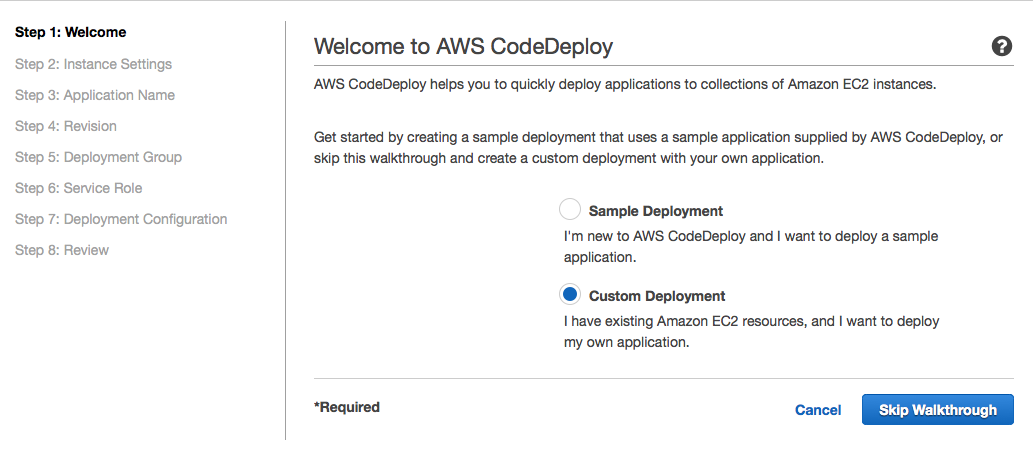 Step 1: Welcome
Step 2: Instance Settings
Step 3: Application Name
Step 4: Revision
Step 5: Deployment Group
Step 6: Service Role
Step 7: Deployment Configuration
Step 8: Review
Welcome to AWS CodeDeploy
?
AWS CodeDeploy helps you to quickly deploy applications to collections of Amazon EC2 instances.
Get started by creating a sample deployment that uses a sample application supplied by AWS CodeDeploy, or
skip this walkthrough and create a custom deployment with your own application.
Sample Deployment
I'm new to AWS CodeDeploy and I want to deploy a sample
application.
Custom Deployment
I have existing Amazon EC2 resources, and I want to deploy
my own application.
*Required
Cancel
Skip Walkthrough